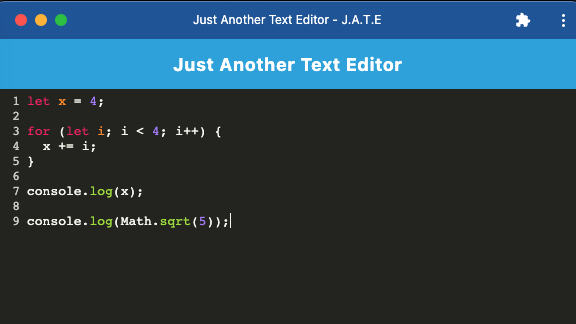 Just Another Text Editor - J.A.T.E
Just Another Text Editor
1 let x = 4;
2
3 for (let i; i < 4; i++) {
4   x += i;
5 }
6
7 console.log(x);
8
9 console.log(Math.sqrt(5));